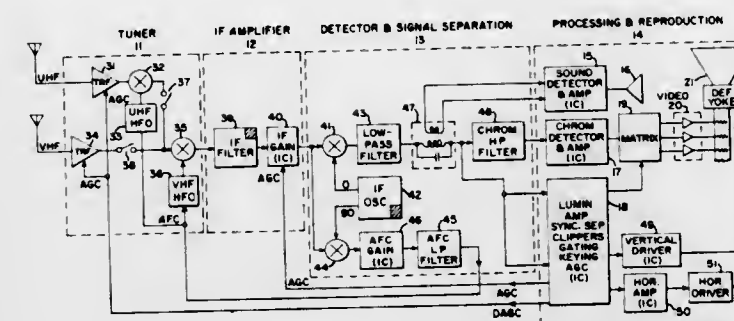 TUNER
11
IF AMPLIFIER
12
DETECTOR & SIGNAL SEPARATION
13
PROCESSING & REPRODUCTION
14
UHF
31
TRF
32
37
AGC
UHF
HFO
33
VHF
34
TRF
38
35
36
VHF
HFO
AGC
AFC
39
IF
FILTER
40
IF
GAIN
(IC)
AGC
41
43
LOW-
PASS
FILTER
47
48
CHROM
H P
FILTER
0
IF
OSC
42
90
44
AFC
GAIN
(IC)
46
AFC
L P
FILTER
45
AGC
AGC
DAGC
15
SOUND
DETECTOR
& AMP
(IC)
16
CHROM
DETECTOR
& AMP
(IC)
17
19
MATRIX
VIDEO
20
21
DEF
YOKE
LUMIN
AMP
SYNC. SEP
CLIPPERS
GATING
KEYING
AGC
(IC)
18
49
VERTICAL
DRIVER
(IC)
HOR.
AMP
(IC)
50
51
HOR
DRIVER